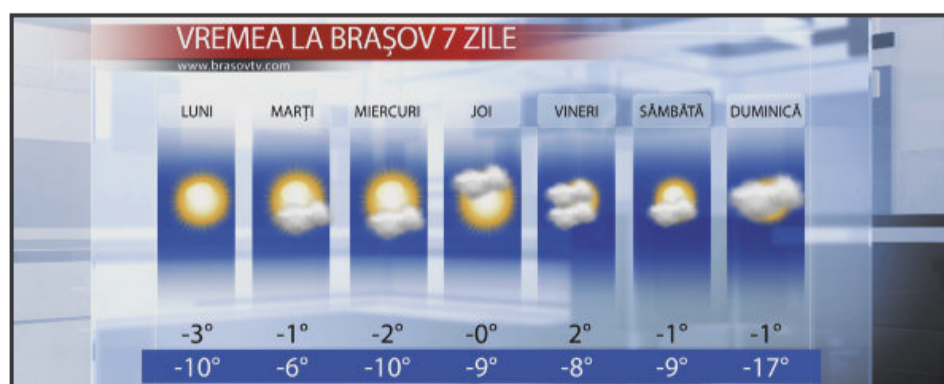 VREMEA LA BRAȘOV 7 ZILE
www.brasovtv.com
LUNI MARŢI MIERCURI JOI VINERI SÂMBĂTĂ DUMINICĂ
-3° -1° -2° -0° 2° -1° -1°
-10° -6° -10° -9° -8° -9° -17°